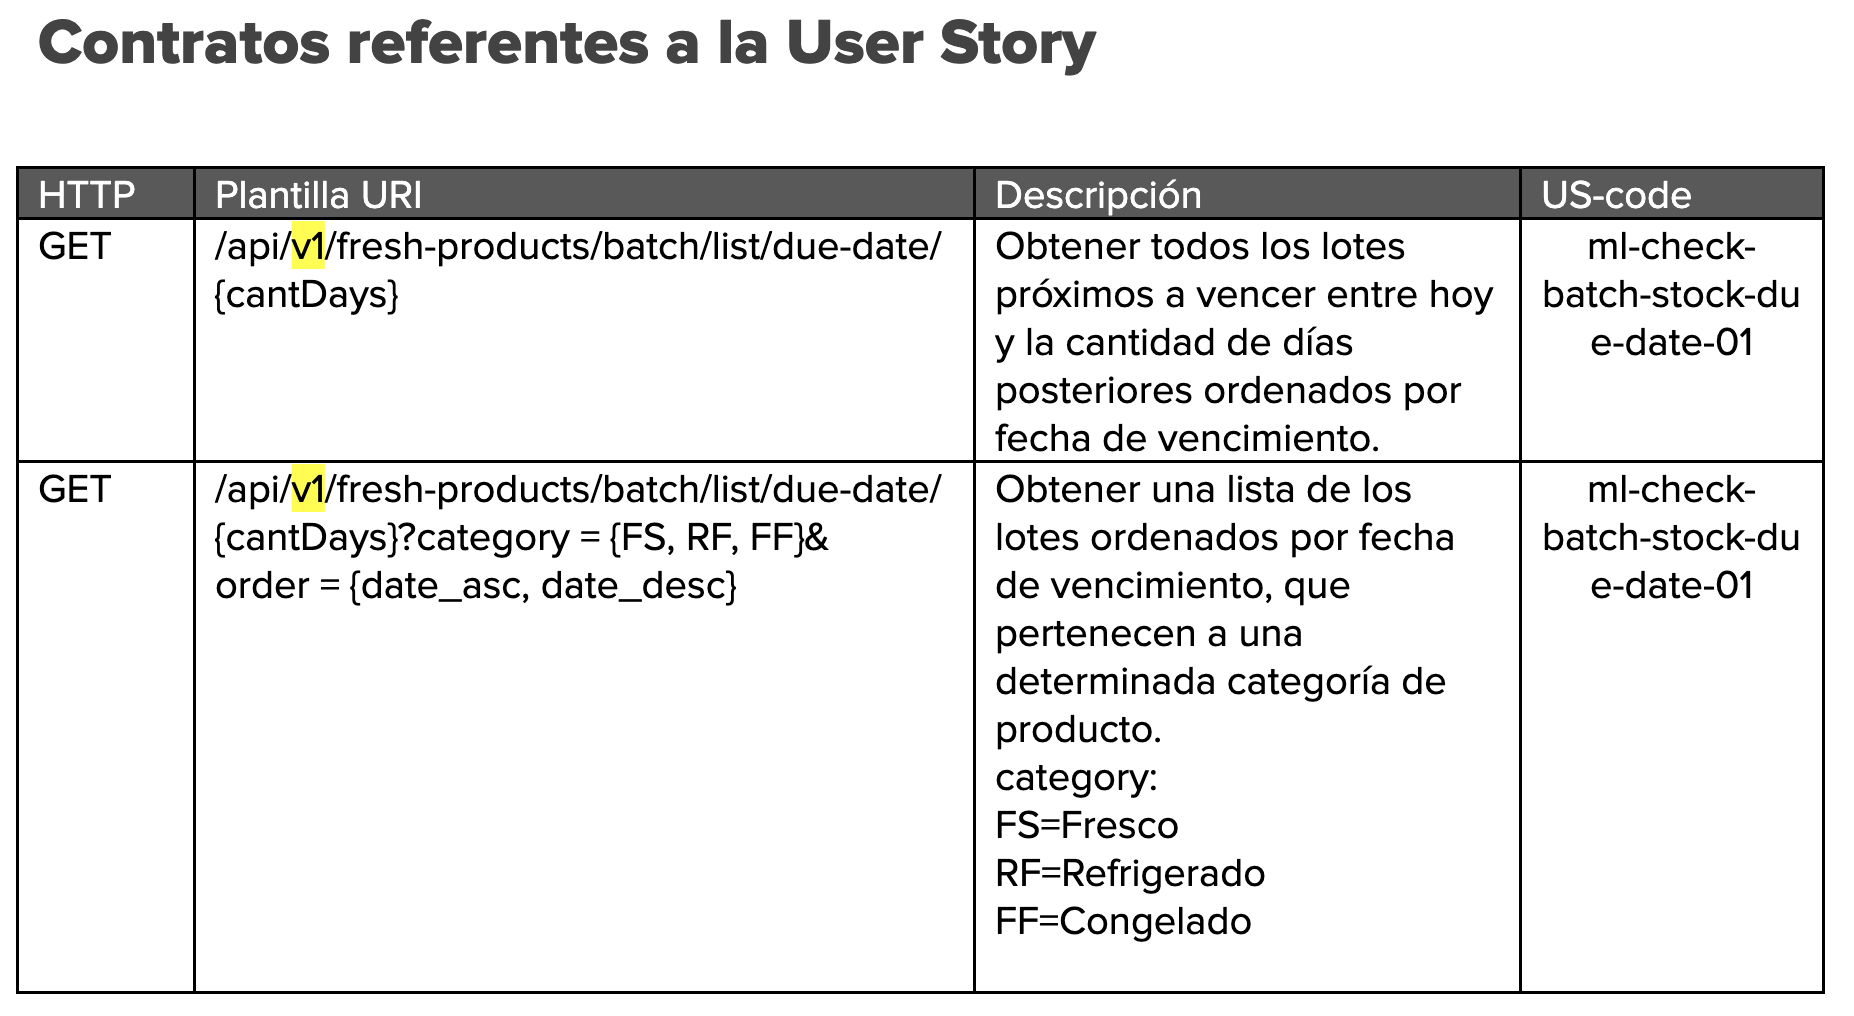 Contratos referentes a la User Story
HTTP
Plantilla URI
Descripción
US-code
GET
/api/v1/fresh-products/batch/list/due-date/
{cantDays}
Obtener todos los lotes
próximos a vencer entre hoy
y la cantidad de días
posteriores ordenados por
fecha de vencimiento.
ml-check-
batch-stock-du
e-date-01
GET
/api/v1/fresh-products/batch/list/due-date/
{cantDays}?category = {FS, RF, FF}&
order = {date_asc, date_desc}
Obtener una lista de los
lotes ordenados por fecha
de vencimiento, que
pertenecen a una
determinada categoría de
producto.
category:
FS=Fresco
RF=Refrigerado
FF=Congelado
ml-check-
batch-stock-du
e-date-01